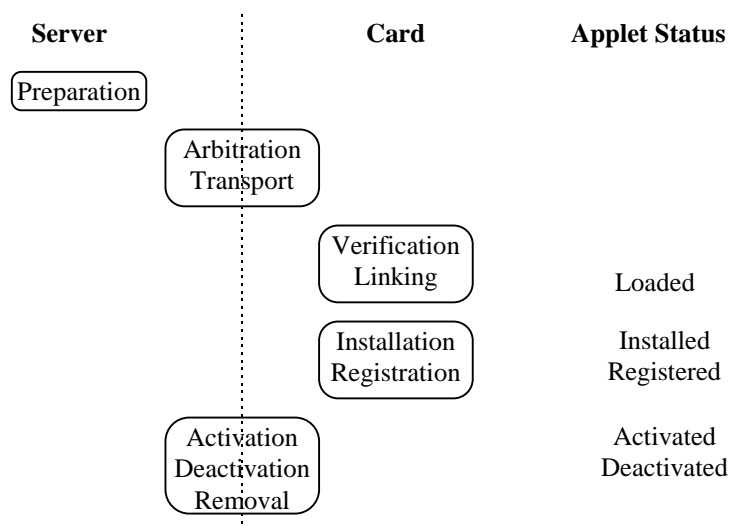 Server Card Applet Status
Preparation
Arbitration
Transport
Verification
Linking
Loaded
Installation
Registration
Installed
Registered
Activation
Deactivation
Removal
Activated
Deactivated